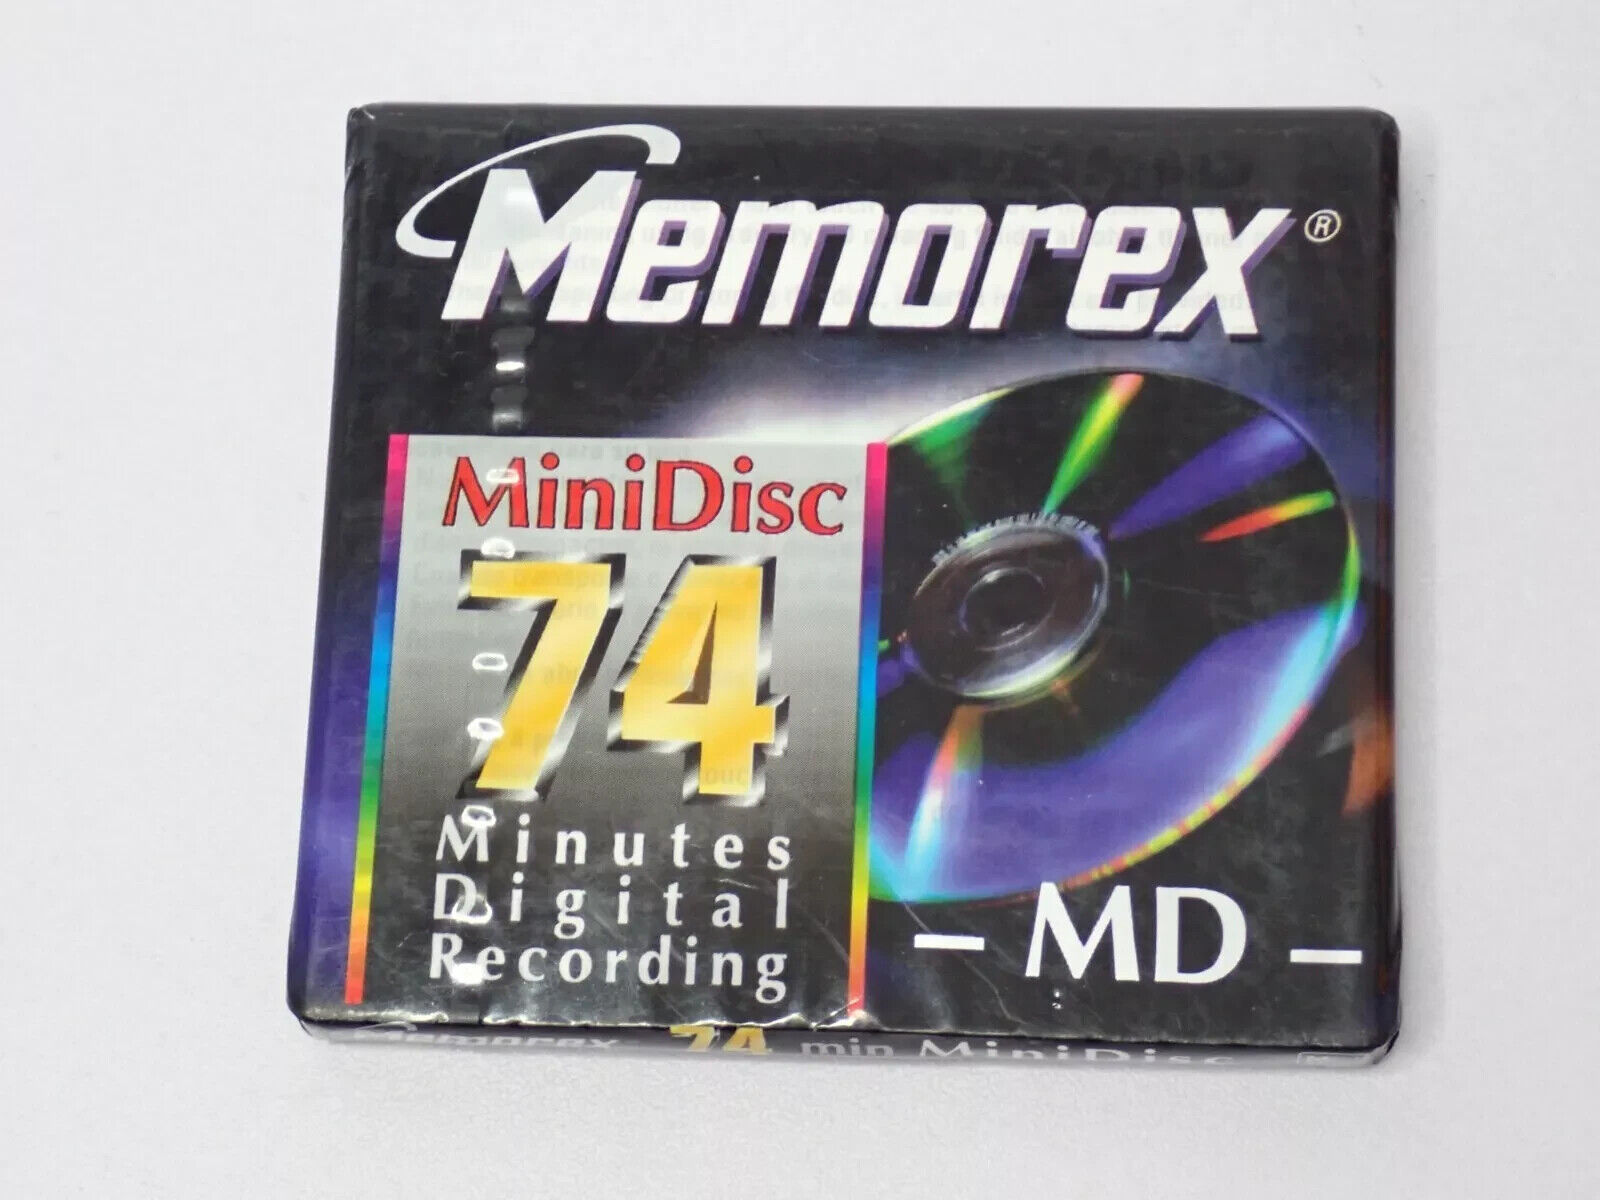 Memorex®
MiniDisc
74
Minutes
Digital
Recording
– MD –
Memorex 74 min MiniDisc